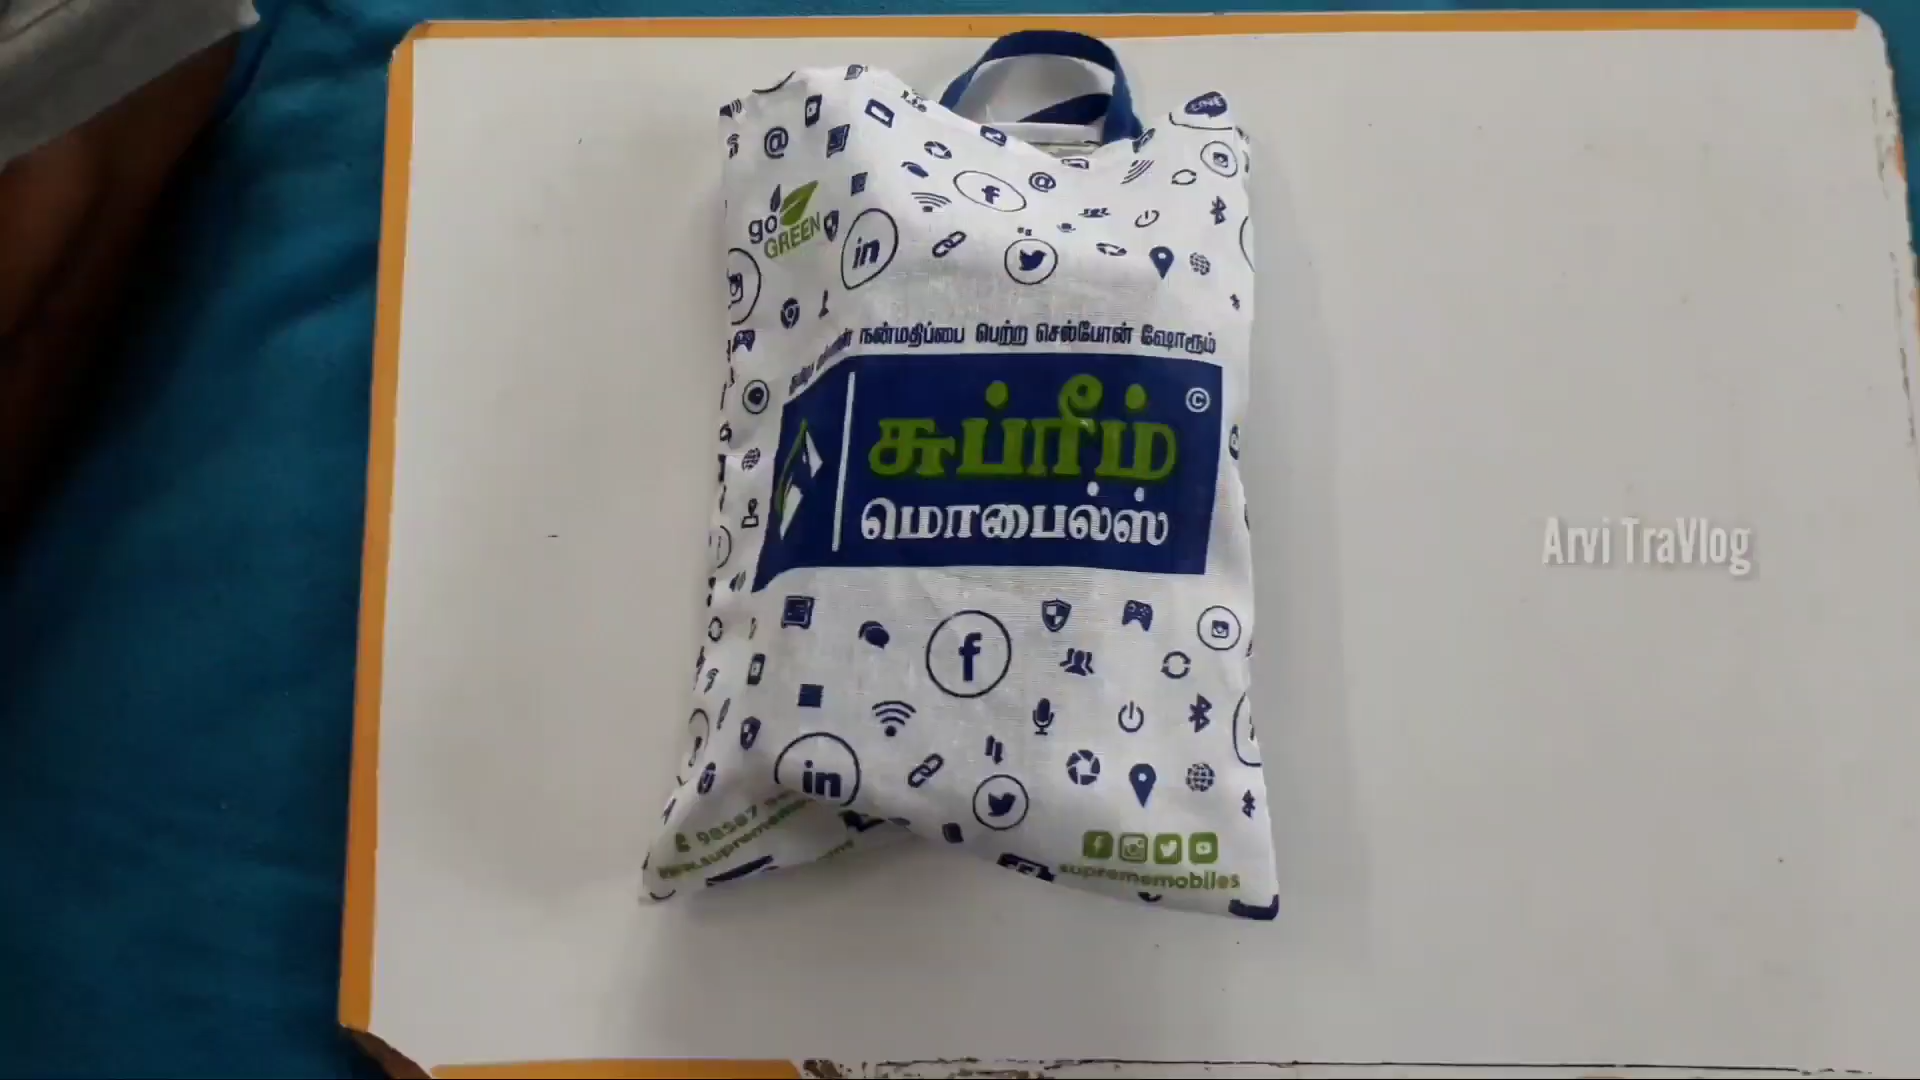 go
GREEN
நன்மதிப்பை பெற்ற செல்போன் ஷோரூம்
சுப்ரீம்
©
மொபைல்ஸ்
Arvi TraVlog
suprememobiles